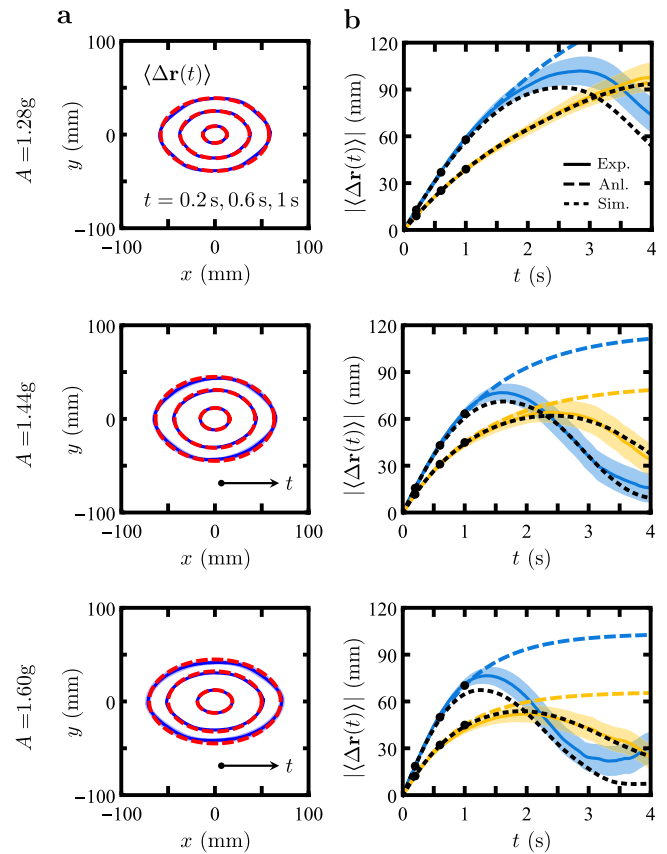 a
b
A =1.28g
100
0
−100
y (mm)
⟨Δr(t)⟩
t = 0.2 s, 0.6 s, 1 s
−100 0 100
x (mm)
120
90
60
30
0
|⟨Δr(t)⟩| (mm)
Exp.
Anl.
Sim.
0 1 2 3 4
t (s)
A =1.44g
100
0
−100
y (mm)
t
−100 0 100
x (mm)
120
90
60
30
0
|⟨Δr(t)⟩| (mm)
0 1 2 3 4
t (s)
A =1.60g
100
0
−100
y (mm)
t
−100 0 100
x (mm)
120
90
60
30
0
|⟨Δr(t)⟩| (mm)
0 1 2 3 4
t (s)